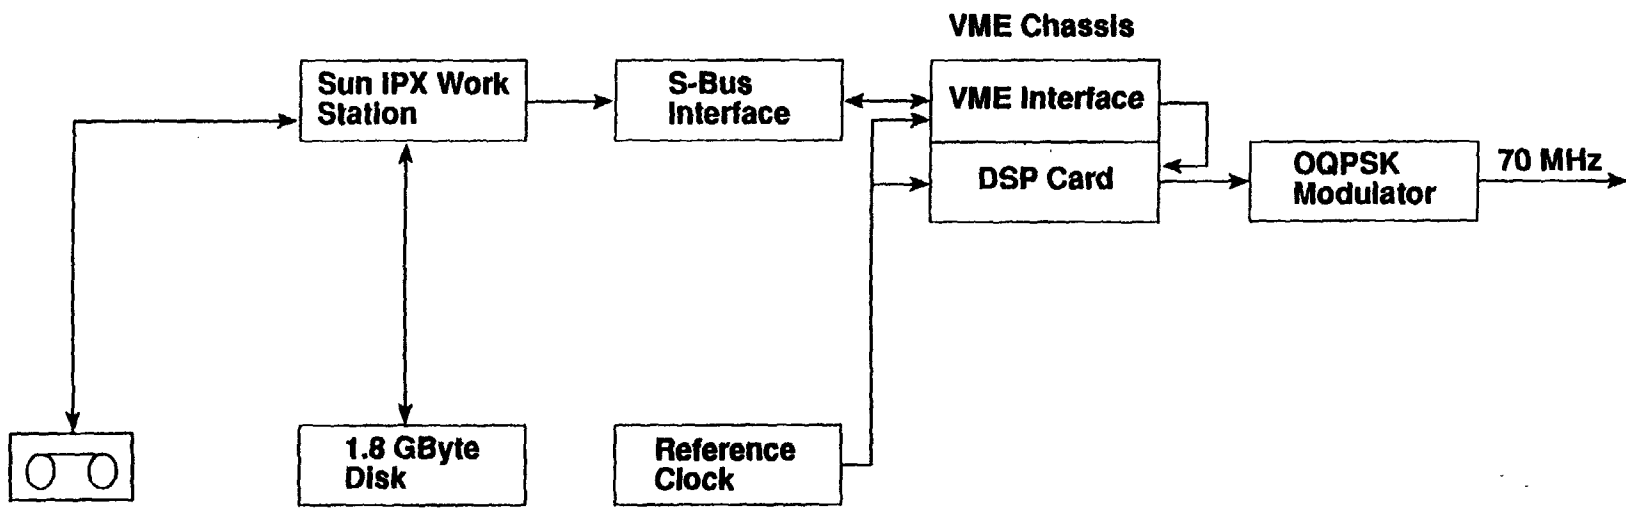 VME Chassis
Sun IPX Work
Station
S-Bus
Interface
VME Interface
DSP Card
OQPSK
Modulator
70 MHz
1.8 GByte
Disk
Reference
Clock